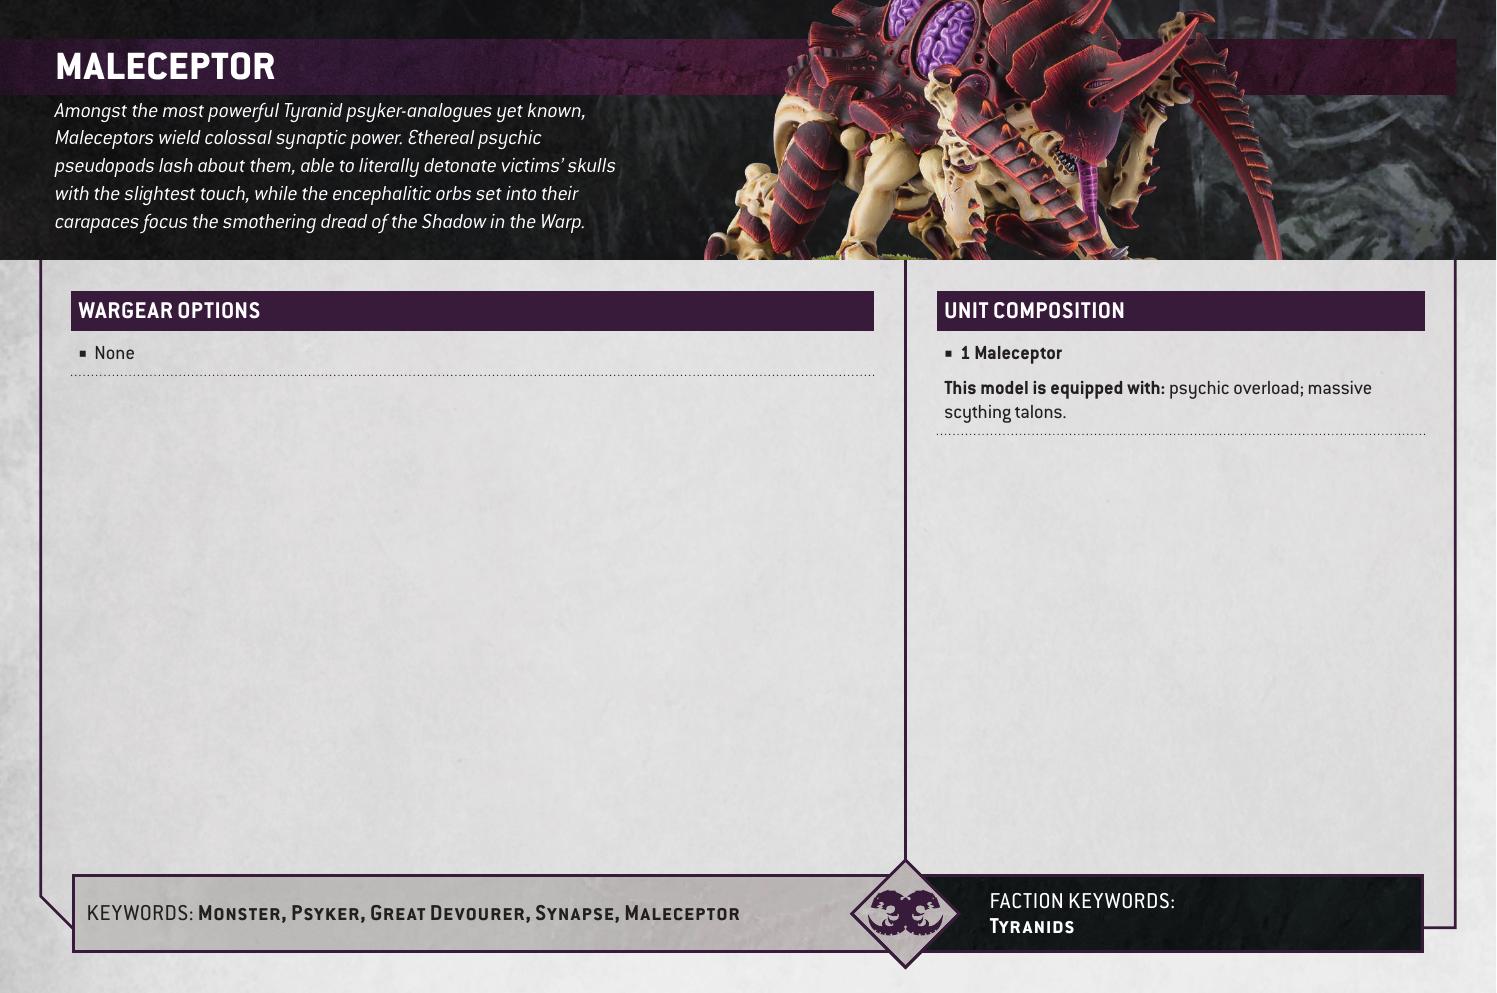 MALECEPTOR
Amongst the most powerful Tyranid psyker-analogues yet known,
Maleceptors wield colossal synaptic power. Ethereal psychic
pseudopods lash about them, able to literally detonate victims’ skulls
with the slightest touch, while the encephalitic orbs set into their
carapaces focus the smothering dread of the Shadow in the Warp.
WARGEAR OPTIONS
▪ None
UNIT COMPOSITION
▪ 1 Maleceptor
This model is equipped with: psychic overload; massive
scything talons.
KEYWORDS: Monster, Psyker, Great Devourer, Synapse, Maleceptor
FACTION KEYWORDS:
Tyranids